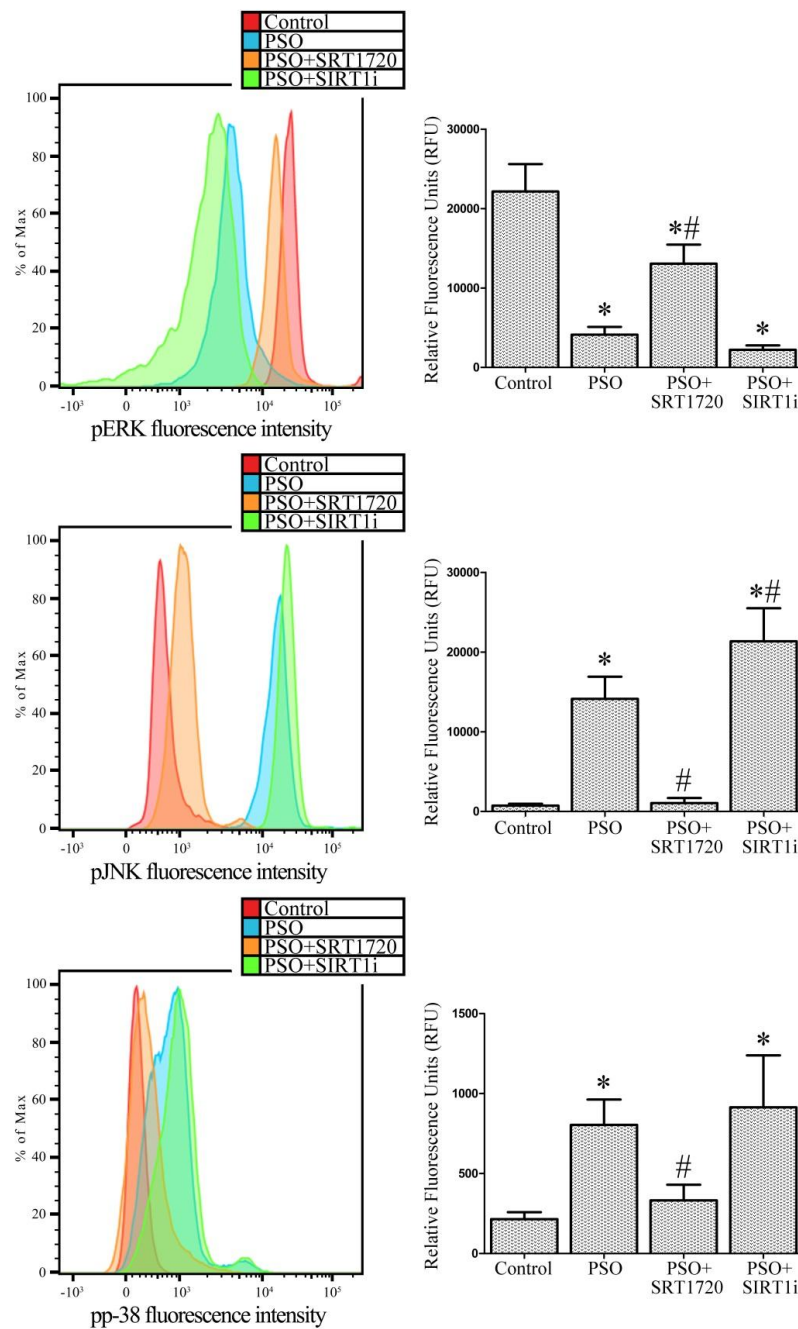 Control
PSO
PSO+SRT1720
PSO+SIRT1i
100
80
60
40
20
0
% of Max
-10³ 0 10³ 10⁴ 10⁵
pERK fluorescence intensity
30000
20000
10000
0
Relative Fluorescence Units (RFU)
*
*#
*
Control PSO PSO+ PSO+
SRT1720 SIRT1i
Control
PSO
PSO+SRT1720
PSO+SIRT1i
100
80
60
40
20
0
% of Max
-10³ 0 10³ 10⁴ 10⁵
pJNK fluorescence intensity
30000
20000
10000
0
Relative Fluorescence Units (RFU)
*
#
*#
Control PSO PSO+ PSO+
SRT1720 SIRT1i
Control
PSO
PSO+SRT1720
PSO+SIRT1i
100
80
60
40
20
0
% of Max
-10³ 0 10³ 10⁴ 10⁵
pp-38 fluorescence intensity
1500
1000
500
0
Relative Fluorescence Units (RFU)
*
#
*
Control PSO PSO+ PSO+
SRT1720 SIRT1i